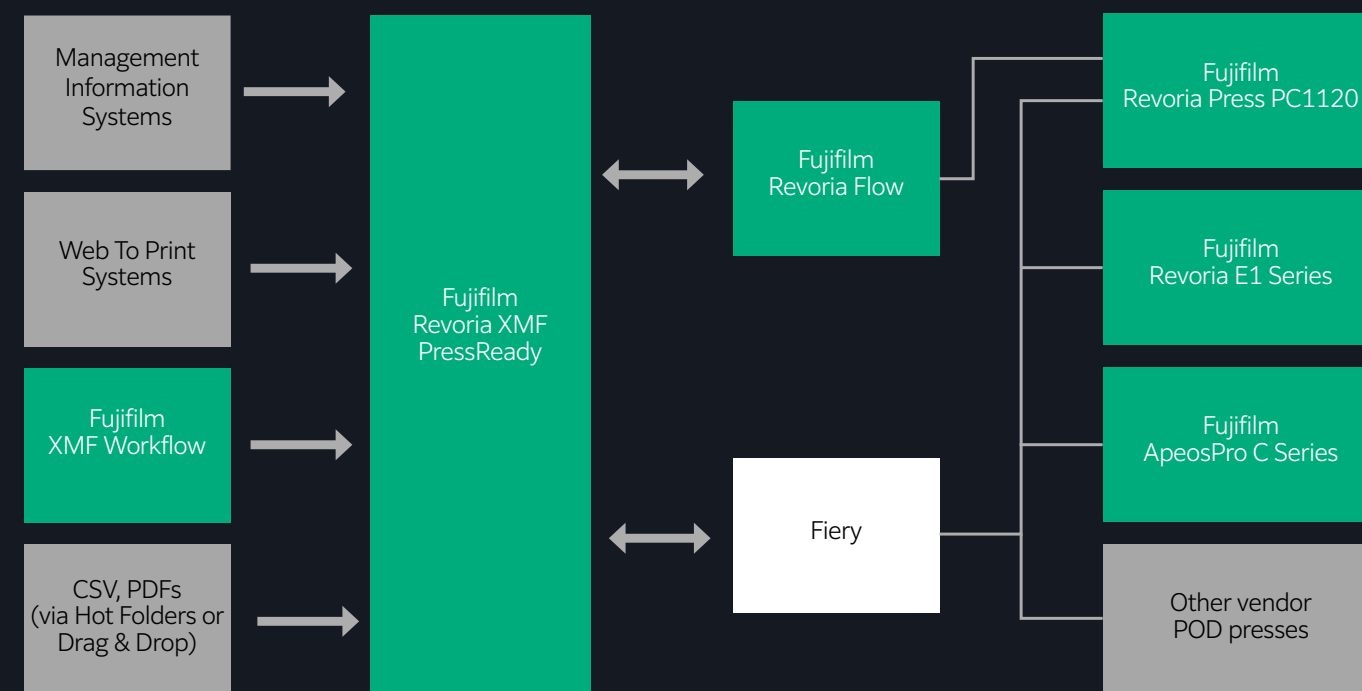 Management
Information
Systems
Web To Print
Systems
Fujifilm
XMF Workflow
CSV, PDFs
(via Hot Folders or
Drag & Drop)
Fujifilm
Revoria XMF
PressReady
Fujifilm
Revoria Flow
Fiery
Fujifilm
Revoria Press PC1120
Fujifilm
Revoria E1 Series
Fujifilm
ApeosPro C Series
Other vendor
POD presses